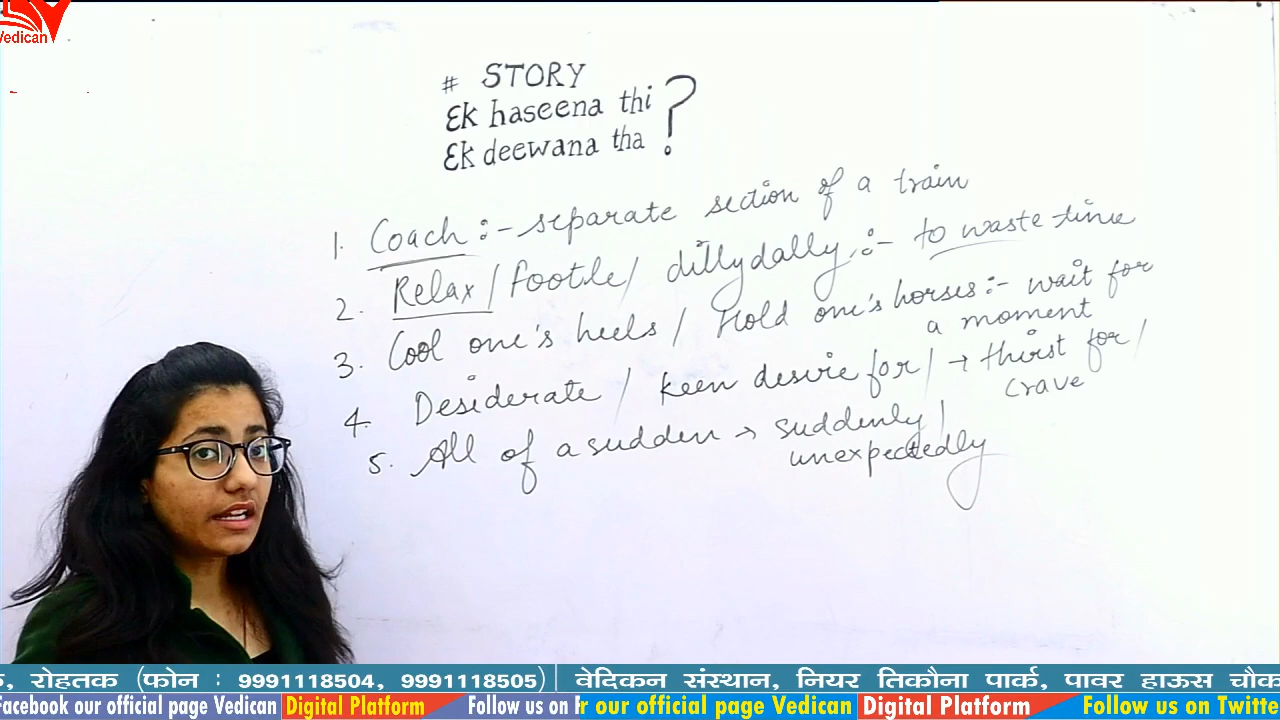 Vedican
# STORY
Ek haseena thi
Ek deewana tha ?
1. Coach :- separate section of a train
2. Relax / footle / dillydally :- to waste time
3. Cool one's heels / Hold one's horses :- wait for
a moment
4. Desiderate / keen desire for / → thirst for /
crave
5. All of a sudden → suddenly /
unexpectedly
रोहतक (फोन : 9991118504, 9991118505)| वेदिकन संस्थान, नियर तिकौना पार्क, पावर हाऊस चौक
Facebook our official page Vedican Digital Platform Follow us on Fr our official page Vedican Digital Platform Follow us on Twitte